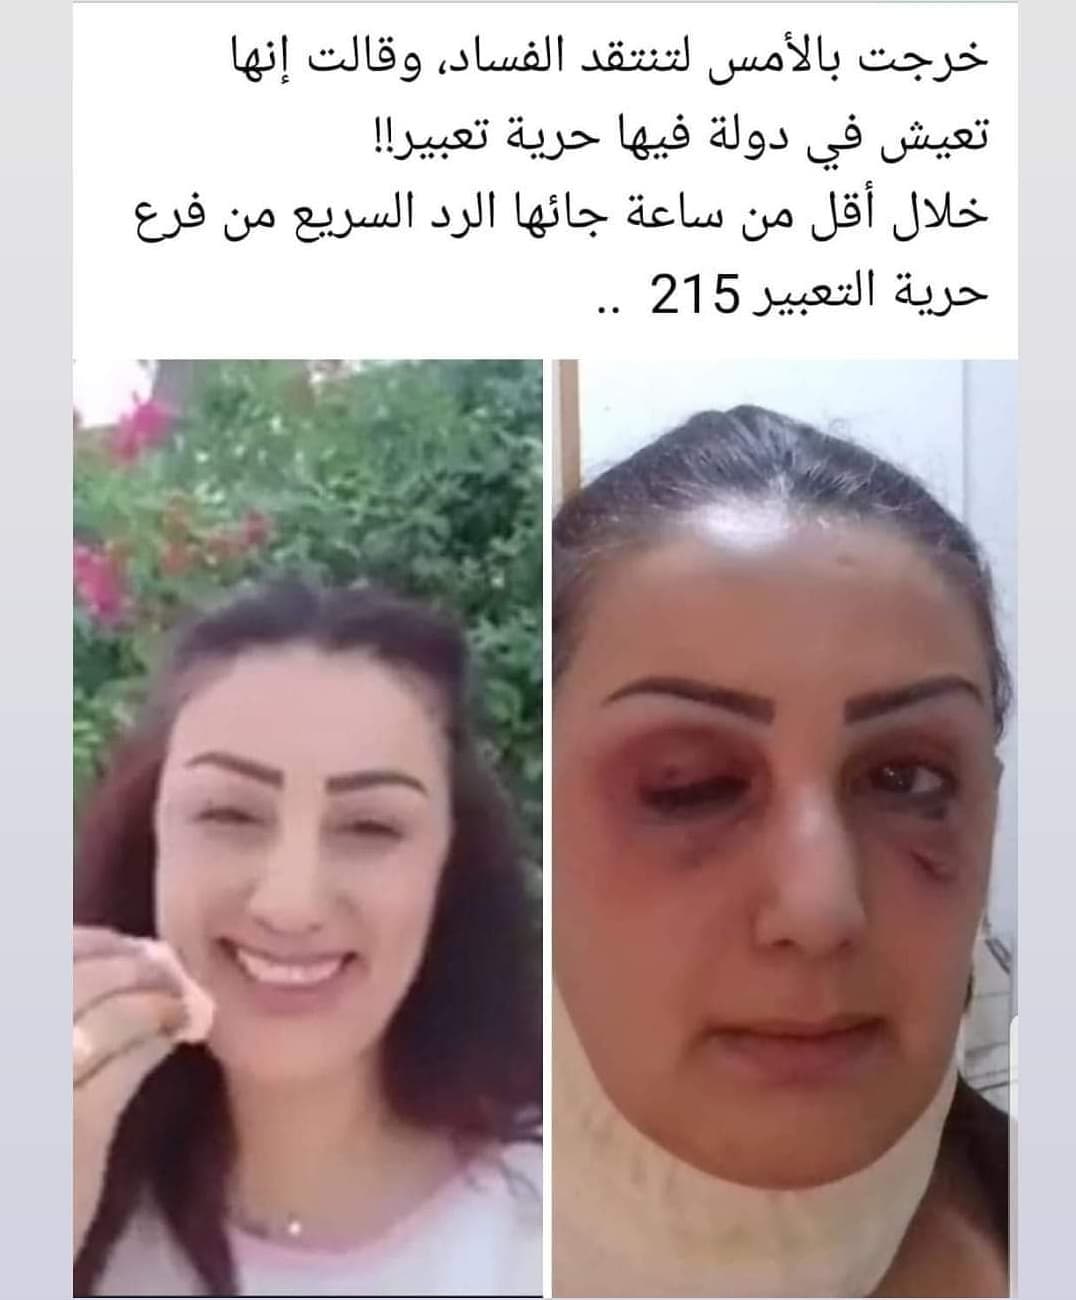 خرجت بالأمس لتنتقد الفساد، وقالت إنها
تعيش في دولة فيها حرية تعبير!!
خلال أقل من ساعة جائها الرد السريع من فرع
حرية التعبير 215 ..